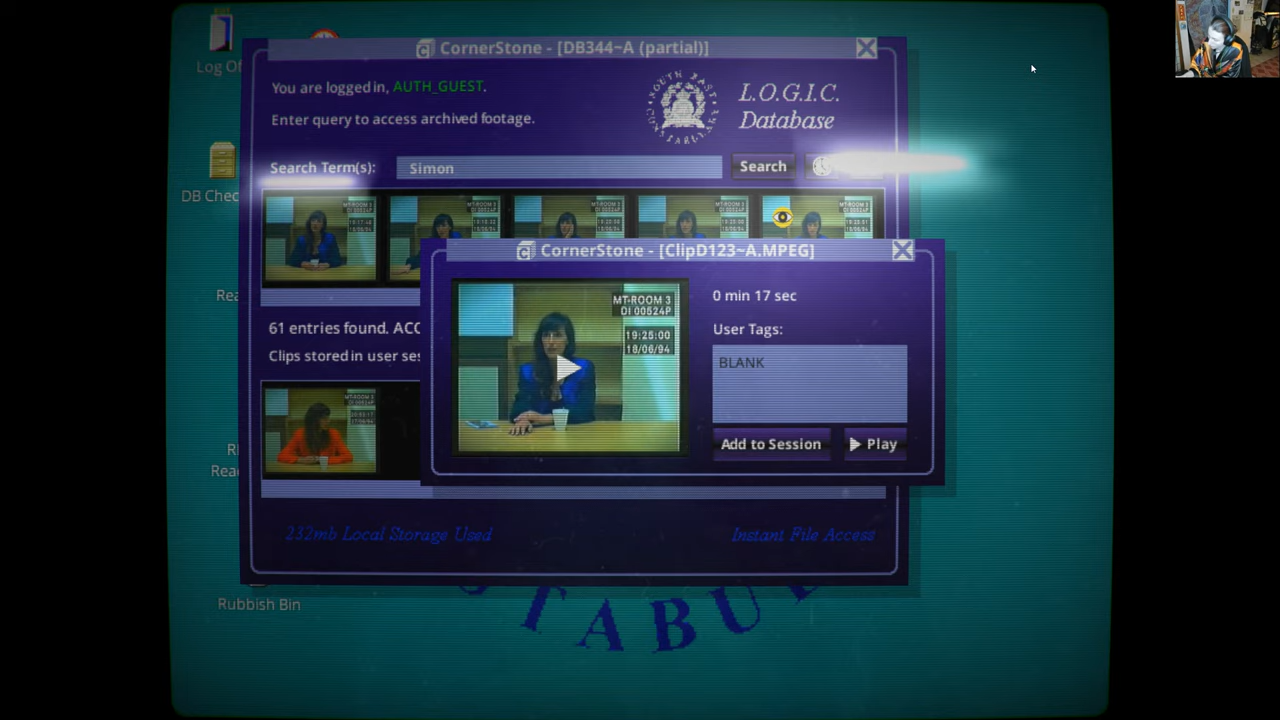 Log Of
CornerStone - [DB344~A (partial)]
You are logged in, AUTH_GUEST.
Enter query to access archived footage.
L.O.G.I.C.
Database
DB Chec
Search Term(s):
Simon
Search
CornerStone - [ClipD123~A.MPEG]
MT-ROOM 3
DI 00524P
19:25:00
18/06/94
0 min 17 sec
User Tags:
BLANK
Add to Session
Play
Rea
61 entries found. ACC
Clips stored in user ses
Rea
232mb Local Storage Used
Instant File Access
Rubbish Bin
TABU